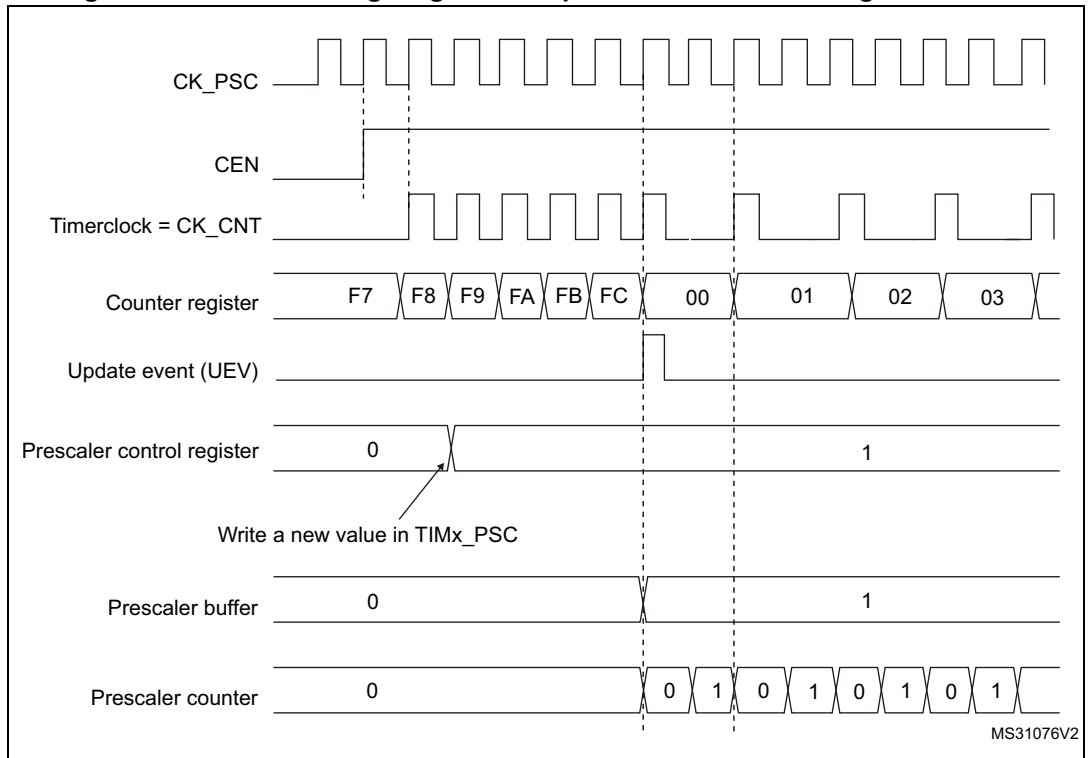 CK_PSC
CEN
Timerclock = CK_CNT
Counter register F7 F8 F9 FA FB FC 00 01 02 03
Update event (UEV)
Prescaler control register 0 1
Write a new value in TIMx_PSC
Prescaler buffer 0 1
Prescaler counter 0 0 1 0 1 0 1 0 1
MS31076V2